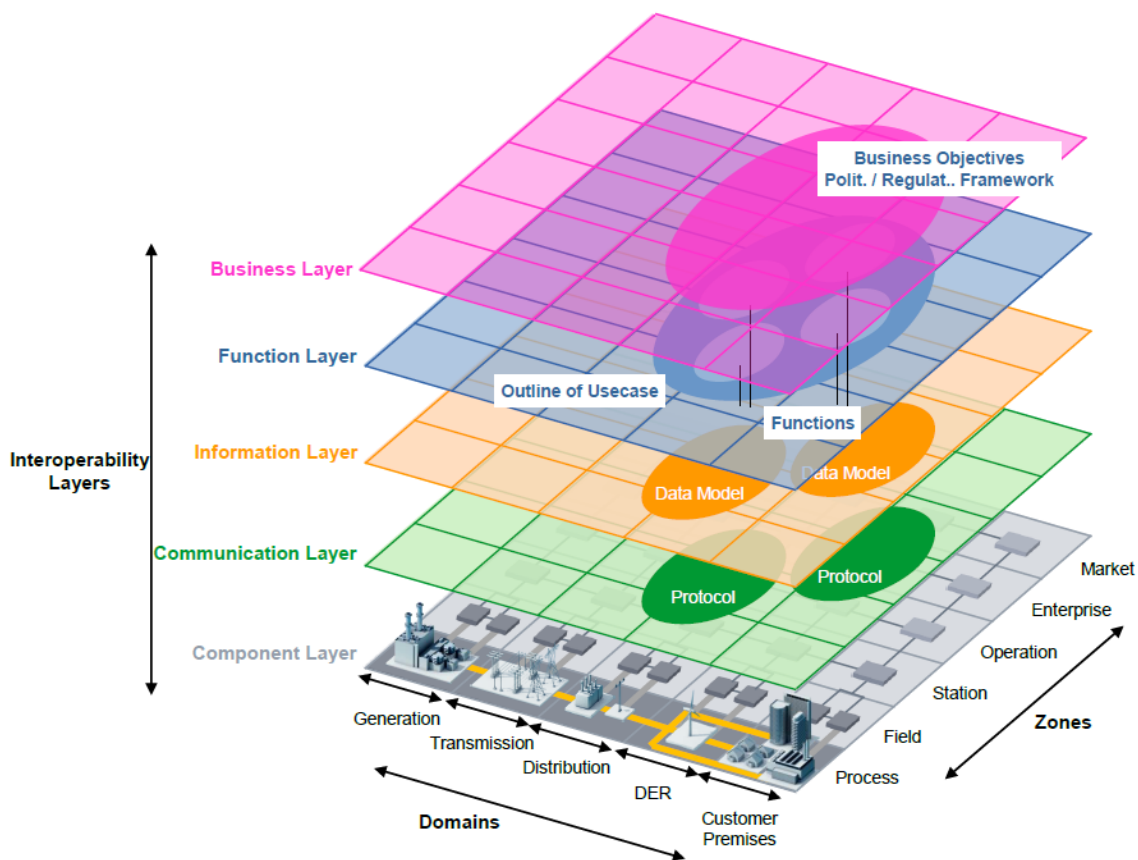 Business Objectives
Polit. / Regulat.. Framework
Business Layer
Function Layer
Outline of Usecase
Functions
Information Layer
Data Model
Data Model
Interoperability
Layers
Communication Layer
Protocol
Protocol
Component Layer
Market
Enterprise
Operation
Station
Field
Process
Zones
Generation
Transmission
Distribution
DER
Customer
Premises
Domains